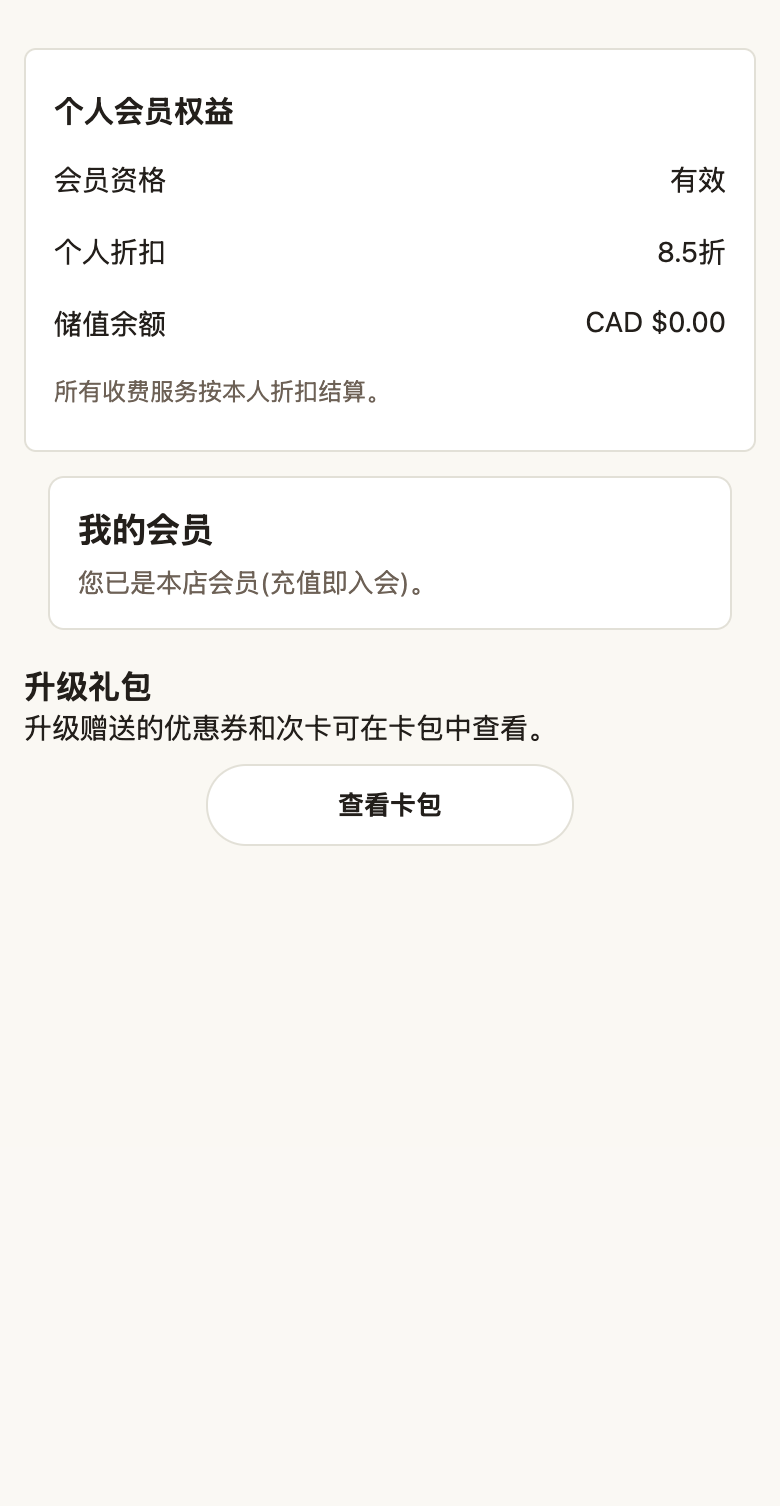 个人会员权益
会员资格 有效
个人折扣 8.5折
储值余额 CAD $0.00
所有收费服务按本人折扣结算。
我的会员
您已是本店会员(充值即入会)。
升级礼包
升级赠送的优惠券和次卡可在卡包中查看。
查看卡包